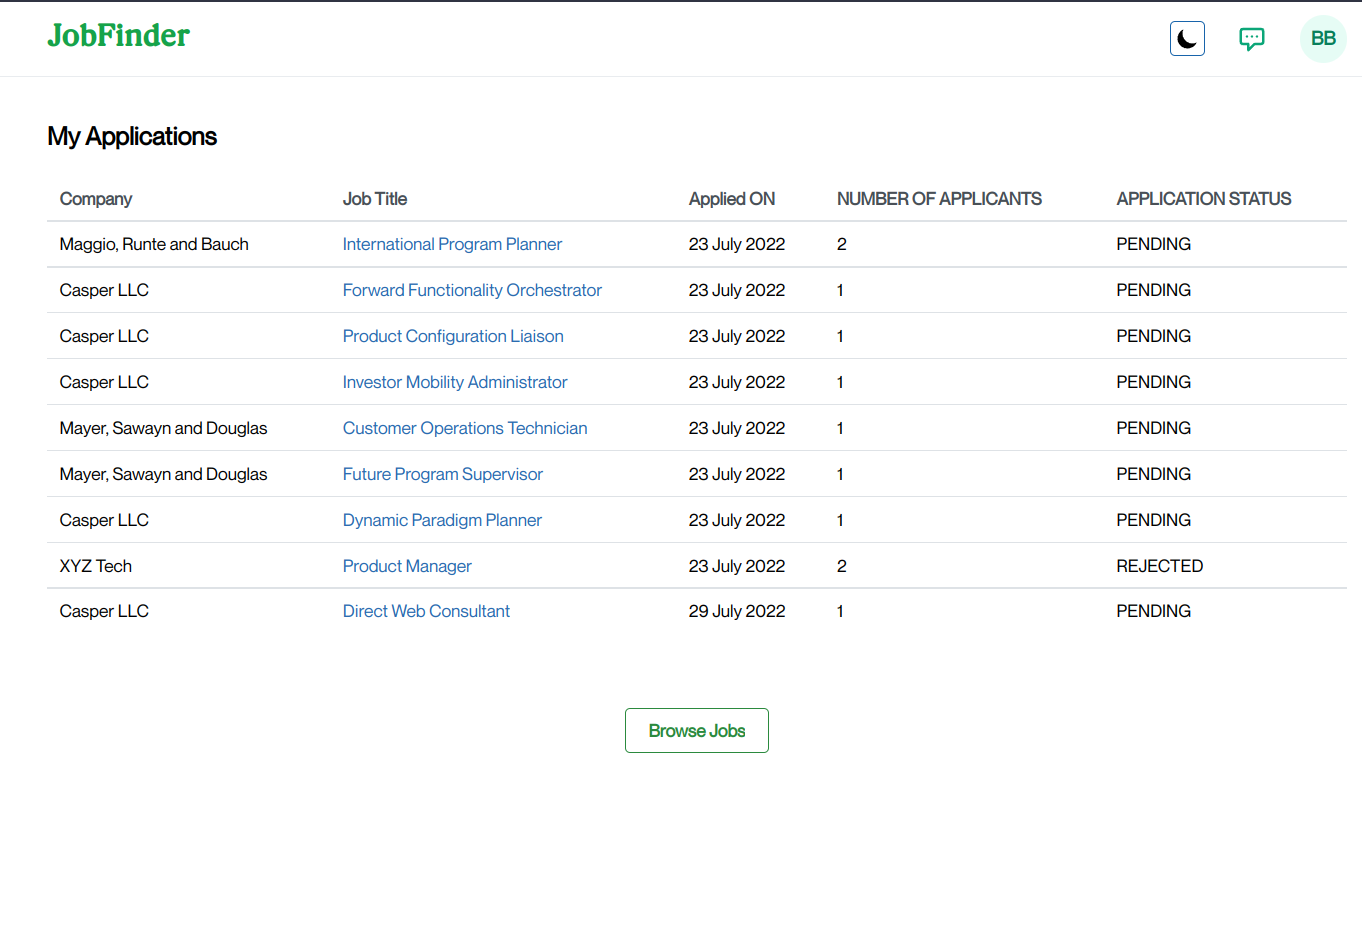 JobFinder
BB
My Applications
Company Job Title Applied ON NUMBER OF APPLICANTS APPLICATION STATUS
Maggio, Runte and Bauch International Program Planner 23 July 2022 2 PENDING
Casper LLC Forward Functionality Orchestrator 23 July 2022 1 PENDING
Casper LLC Product Configuration Liaison 23 July 2022 1 PENDING
Casper LLC Investor Mobility Administrator 23 July 2022 1 PENDING
Mayer, Sawayn and Douglas Customer Operations Technician 23 July 2022 1 PENDING
Mayer, Sawayn and Douglas Future Program Supervisor 23 July 2022 1 PENDING
Casper LLC Dynamic Paradigm Planner 23 July 2022 1 PENDING
XYZ Tech Product Manager 23 July 2022 2 REJECTED
Casper LLC Direct Web Consultant 29 July 2022 1 PENDING
Browse Jobs